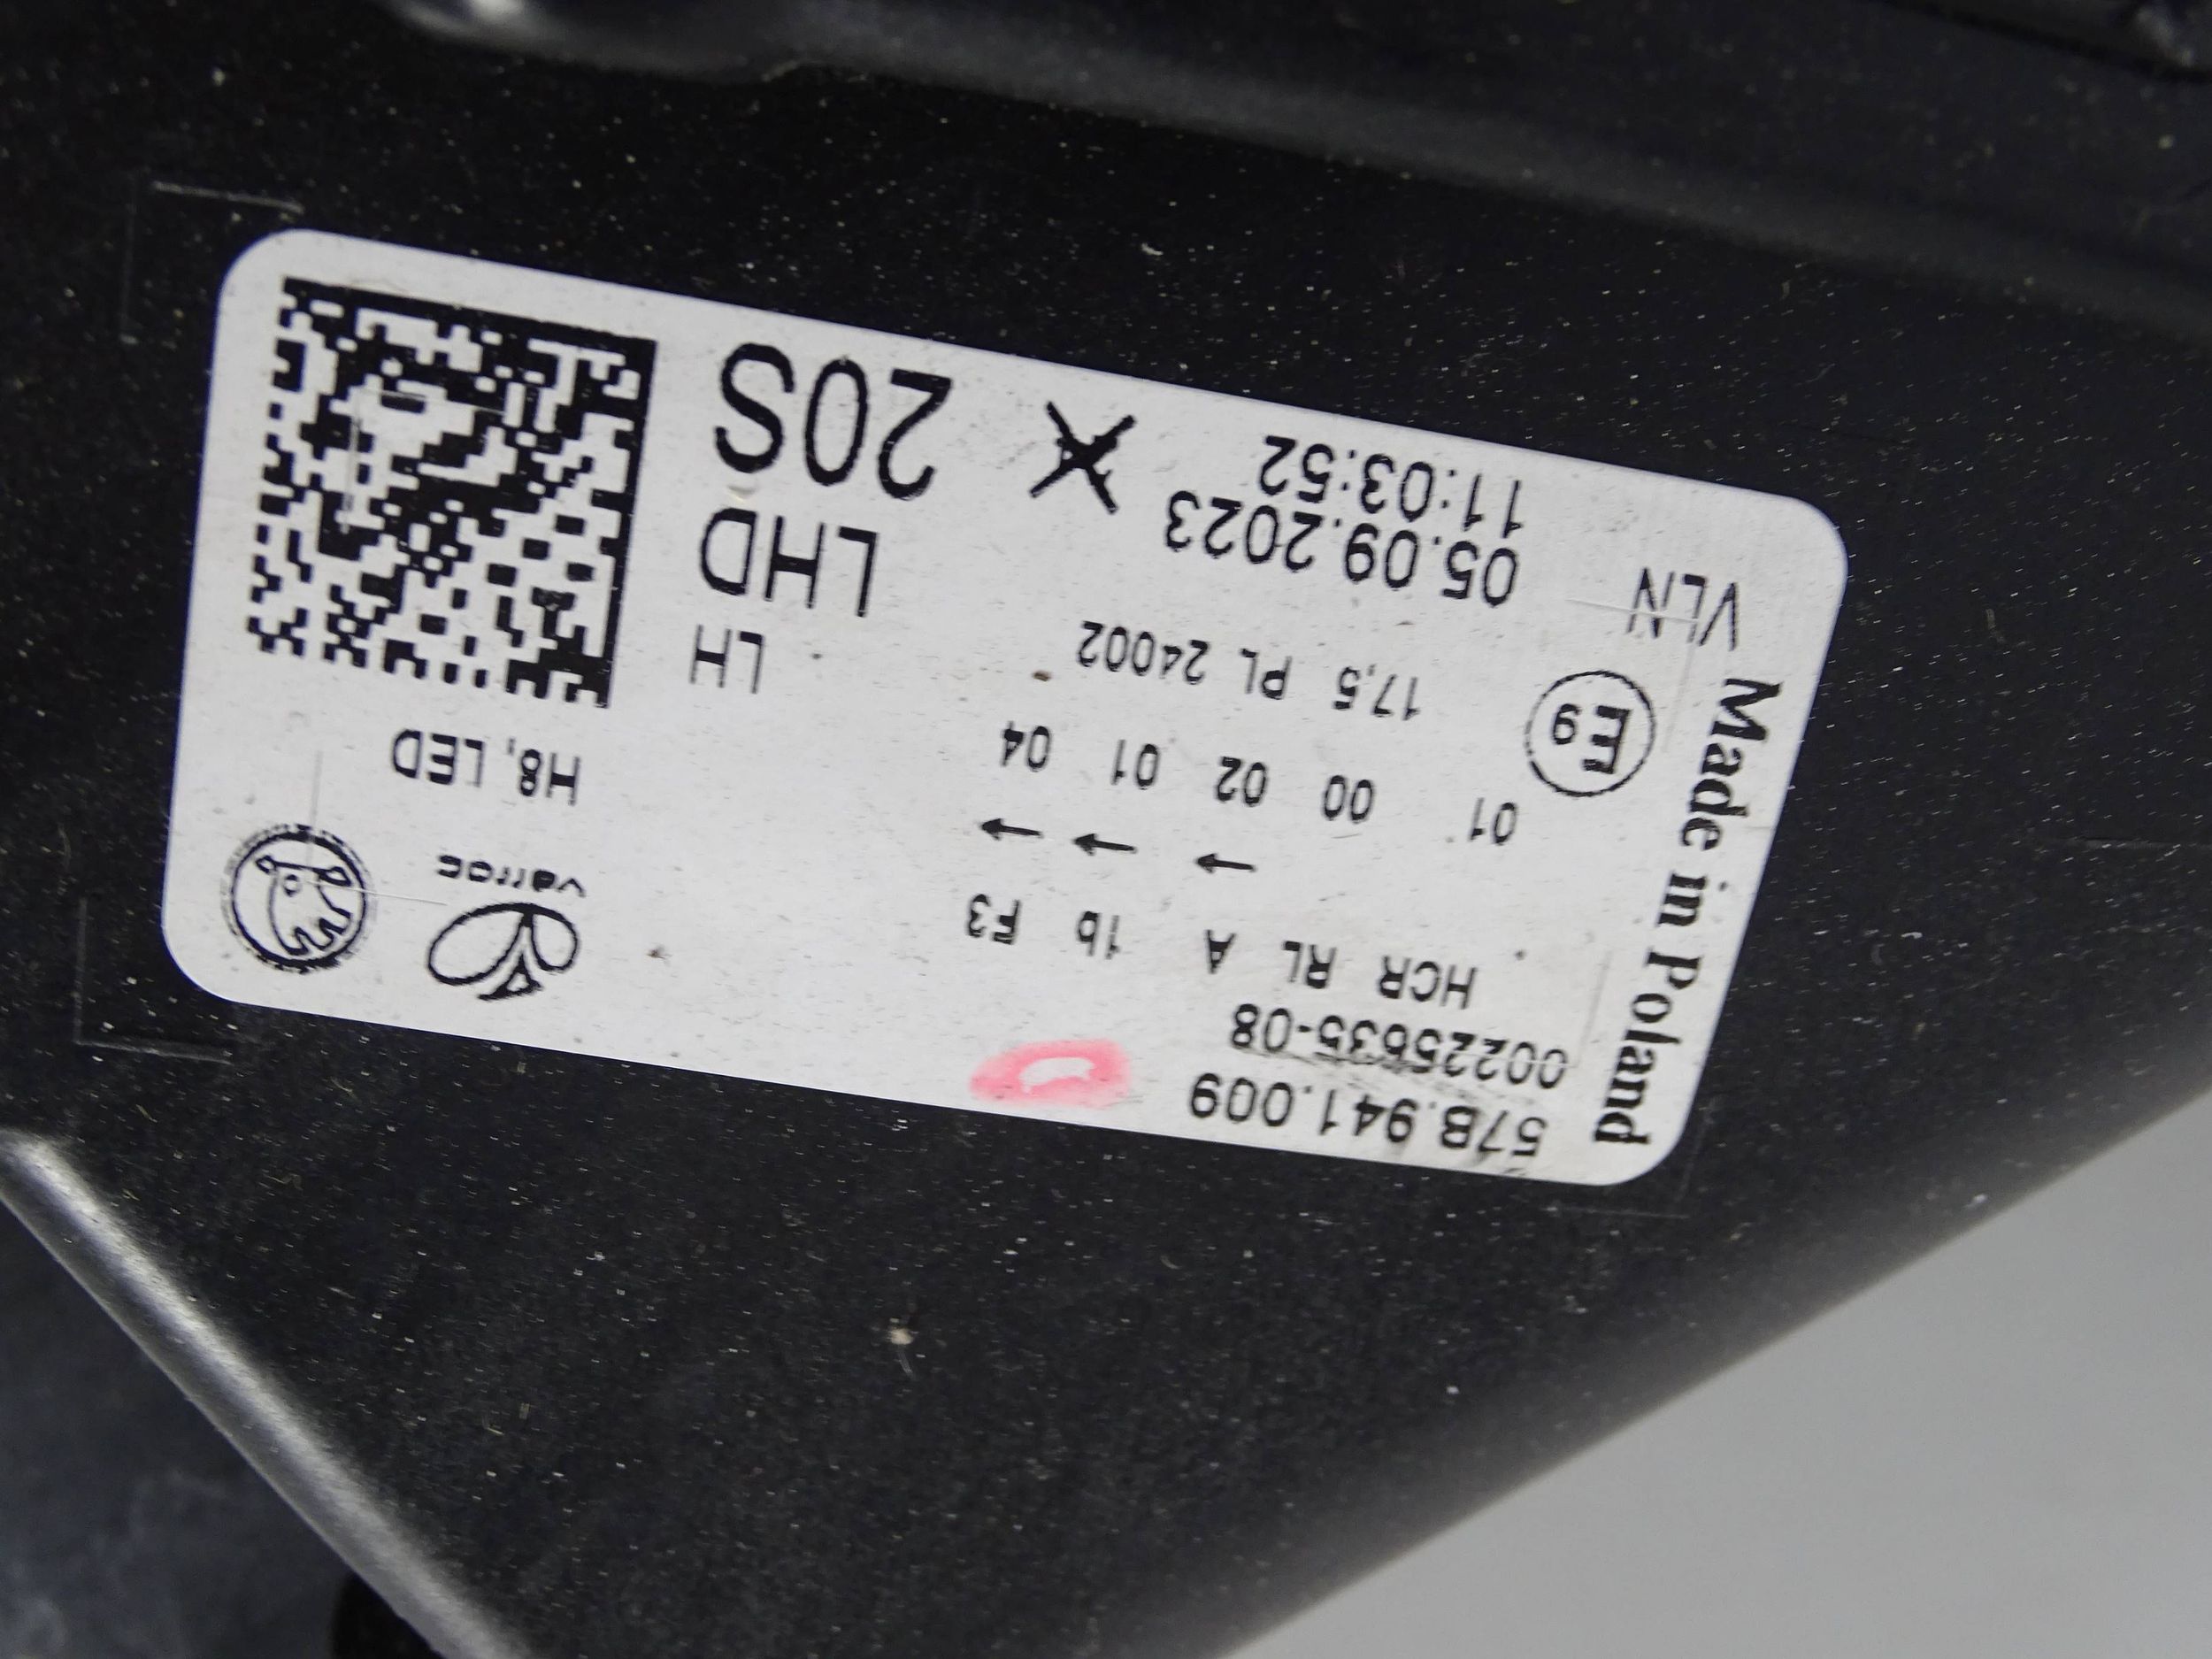 57B.941.009
00225635-08
HCR RL A 1b F3
→ → →
01 00 02 01 04
E9
17,5 PL 24002
05.09.2023
11:03:52
VLN
Made in Poland
varroc
H8, LED
LH
LHD
20S
X